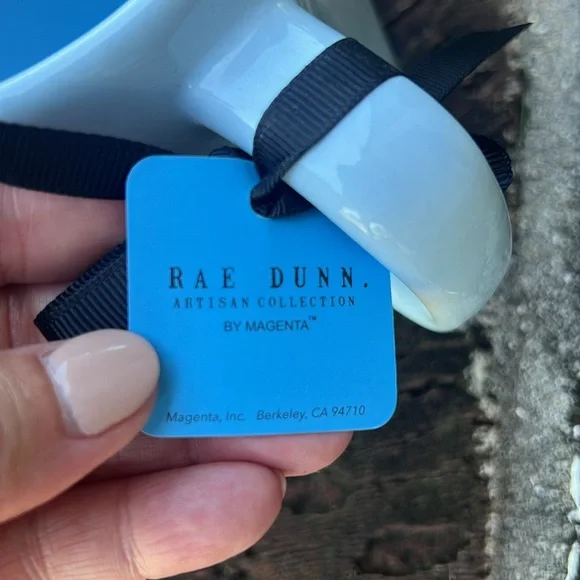 RAE DUNN.
ARTISAN COLLECTION
BY MAGENTA™
Magenta, Inc. Berkeley, CA 94710